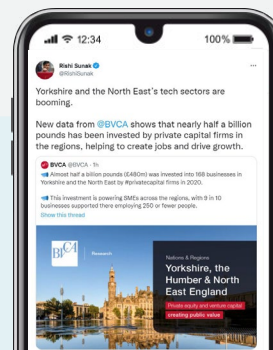 12:34
100%
Rishi Sunak
@RishiSunak
Yorkshire and the North East's tech sectors are
booming.
New data from @BVCA shows that nearly half a billion
pounds has been invested by private capital firms in
the regions, helping to create jobs and drive growth.
BVCA @BVCA · 1h
Almost half a billion pounds (£480m) was invested into 168 businesses in
Yorkshire and the North East by #privatecapital firms in 2020.
This investment is powering SMEs across the regions, with 9 in 10
businesses supported there employing 250 or fewer people.
Show this thread
BVCA
Research
Nations & Regions
Yorkshire, the
Humber & North
East England
Private equity and venture capital
creating public value